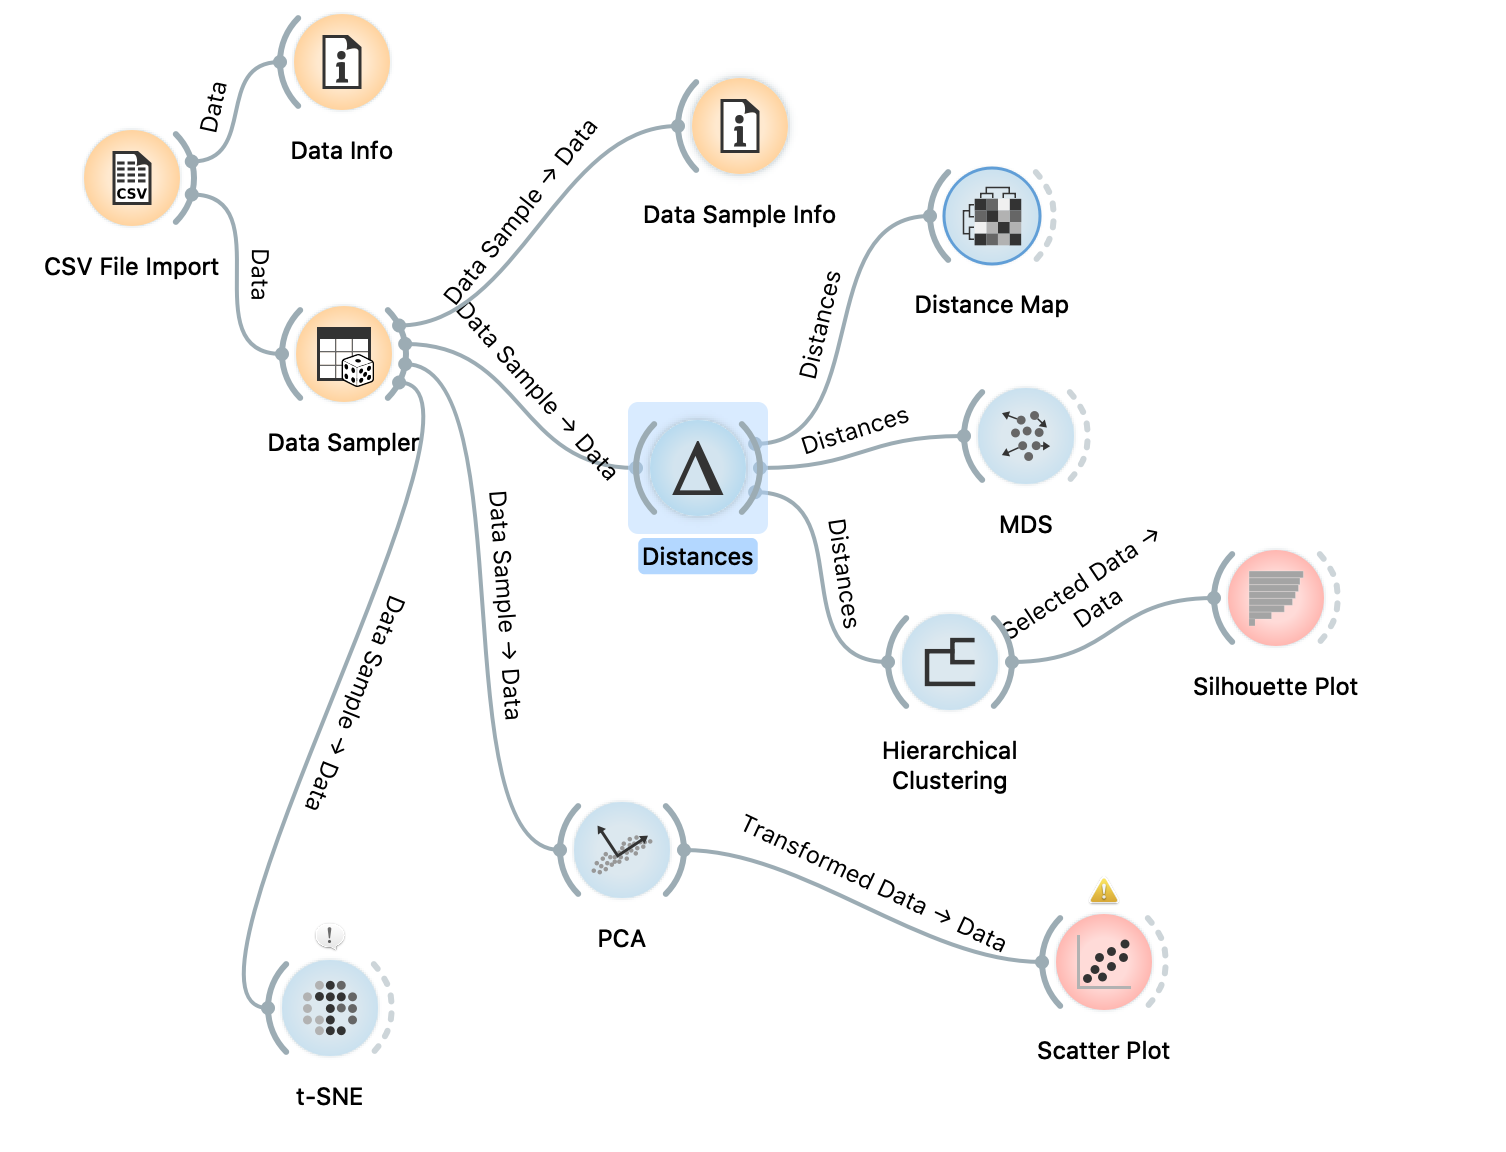 Data
Data Info
CSV
CSV File Import
Data
Data Sample → Data
Data Sample Info
Data Sampler
Data Sample → Data
Distances
Distance Map
Distances
MDS
Distances
Distances
Selected Data →
Data
Silhouette Plot
Hierarchical
Clustering
Data Sample → Data
Data Sample → Data
PCA
Transformed Data → Data
Scatter Plot
t-SNE